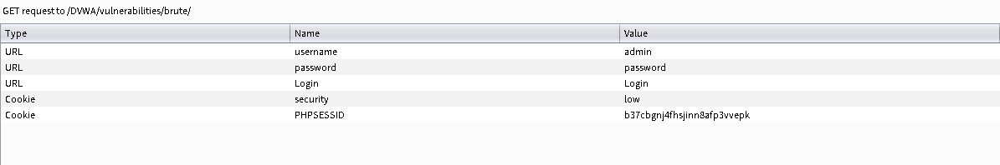 GET request to /DVWA/vulnerabilities/brute/
Type Name Value
URL username admin
URL password password
URL Login Login
Cookie security low
Cookie PHPSESSID b37cbgnj4fhsjinn8afp3vvepk